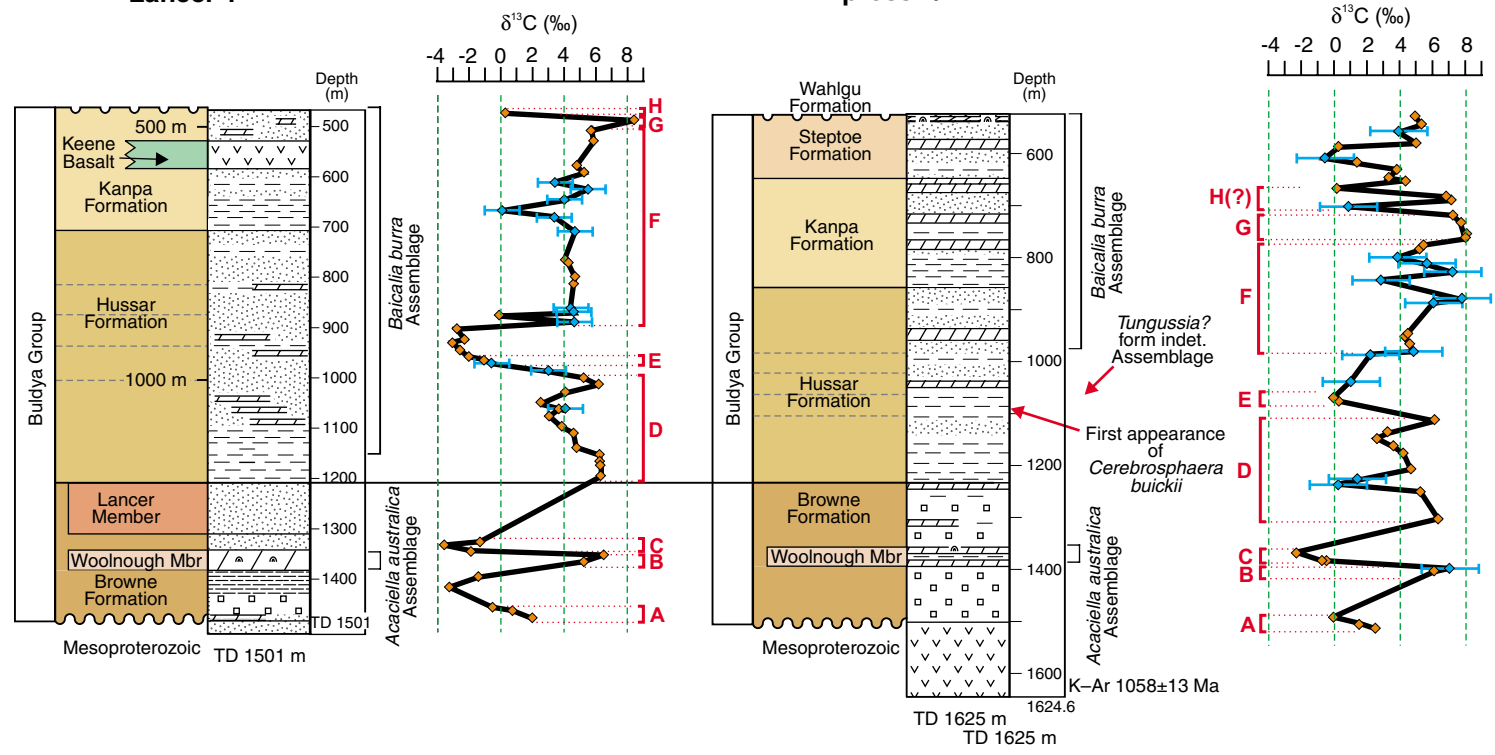 Lancer 1
δ¹³C (‰)
-4 -2 0 2 4 6 8
Depth
(m)
500 m
Keene
Basalt
Kanpa
Formation
Hussar
Formation
1000 m
Lancer
Member
Woolnough Mbr
Browne
Formation
Buldya Group
Mesoproterozoic
TD 1501 m
500
600
700
800
900
1000
1100
1200
1300
1400
TD 1501
Baicalia burra
Assemblage
Acaciella australica
Assemblage
H
G
F
E
D
C
B
A
Wahlgu
Formation
Steptoe
Formation
Kanpa
Formation
Hussar
Formation
Browne
Formation
Woolnough Mbr
Buldya Group
Depth
(m)
600
800
1000
1200
1400
1600
1624.6
TD 1625 m
TD 1625 m
K–Ar 1058±13 Ma
Baicalia burra
Assemblage
Tungussia?
form indet.
Assemblage
First appearance
of
Cerebrosphaera
buickii
Acaciella australica
Assemblage
δ¹³C (‰)
-4 -2 0 2 4 6 8
H(?)
G
F
E
D
C
B
A